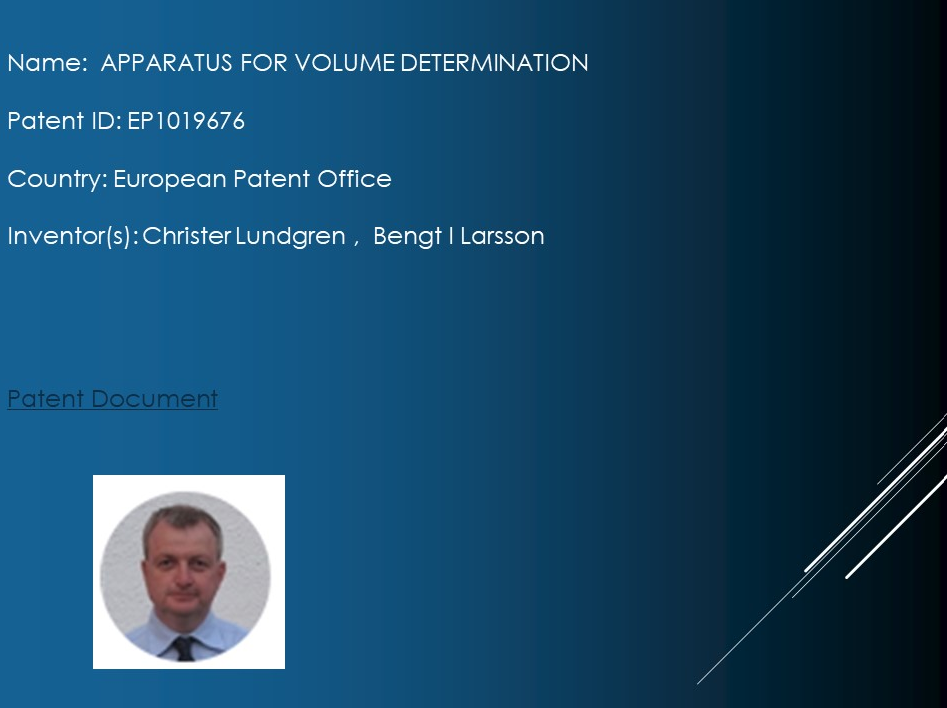 Name: APPARATUS FOR VOLUME DETERMINATION
Patent ID: EP1019676
Country: European Patent Office
Inventor(s): Christer Lundgren , Bengt I Larsson
Patent Document